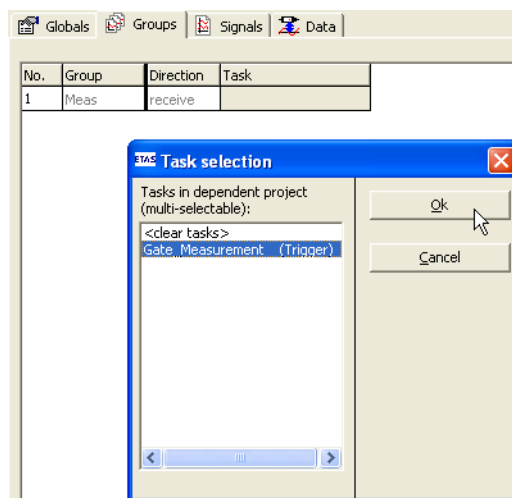 Globals Groups Signals Data
No. Group Direction Task
1 Meas receive
ETAS Task selection
Tasks in dependent project
(multi-selectable):
<clear tasks>
Gate_Measurement (Trigger)
Ok
Cancel